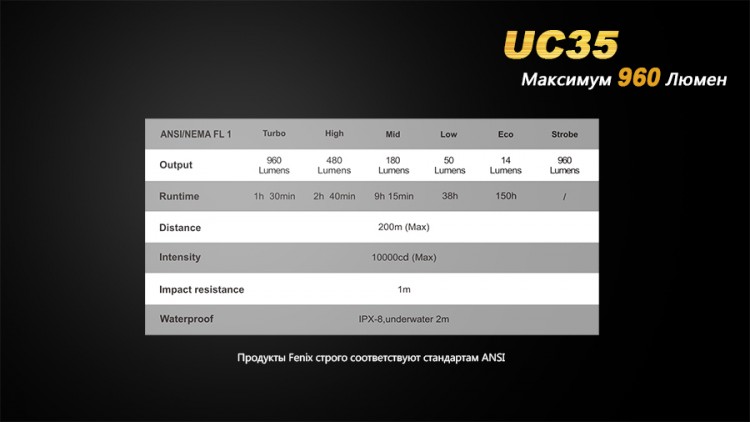 UC35
Максимум 960 Люмен
ANSI/NEMA FL 1 Turbo High Mid Low Eco Strobe
Output 960 Lumens 480 Lumens 180 Lumens 50 Lumens 14 Lumens 960 Lumens
Runtime 1h 30min 2h 40min 9h 15min 38h 150h /
Distance 200m (Max)
Intensity 10000cd (Max)
Impact resistance 1m
Waterproof IPX-8,underwater 2m
Продукты Fenix строго соответствуют стандартам ANSI